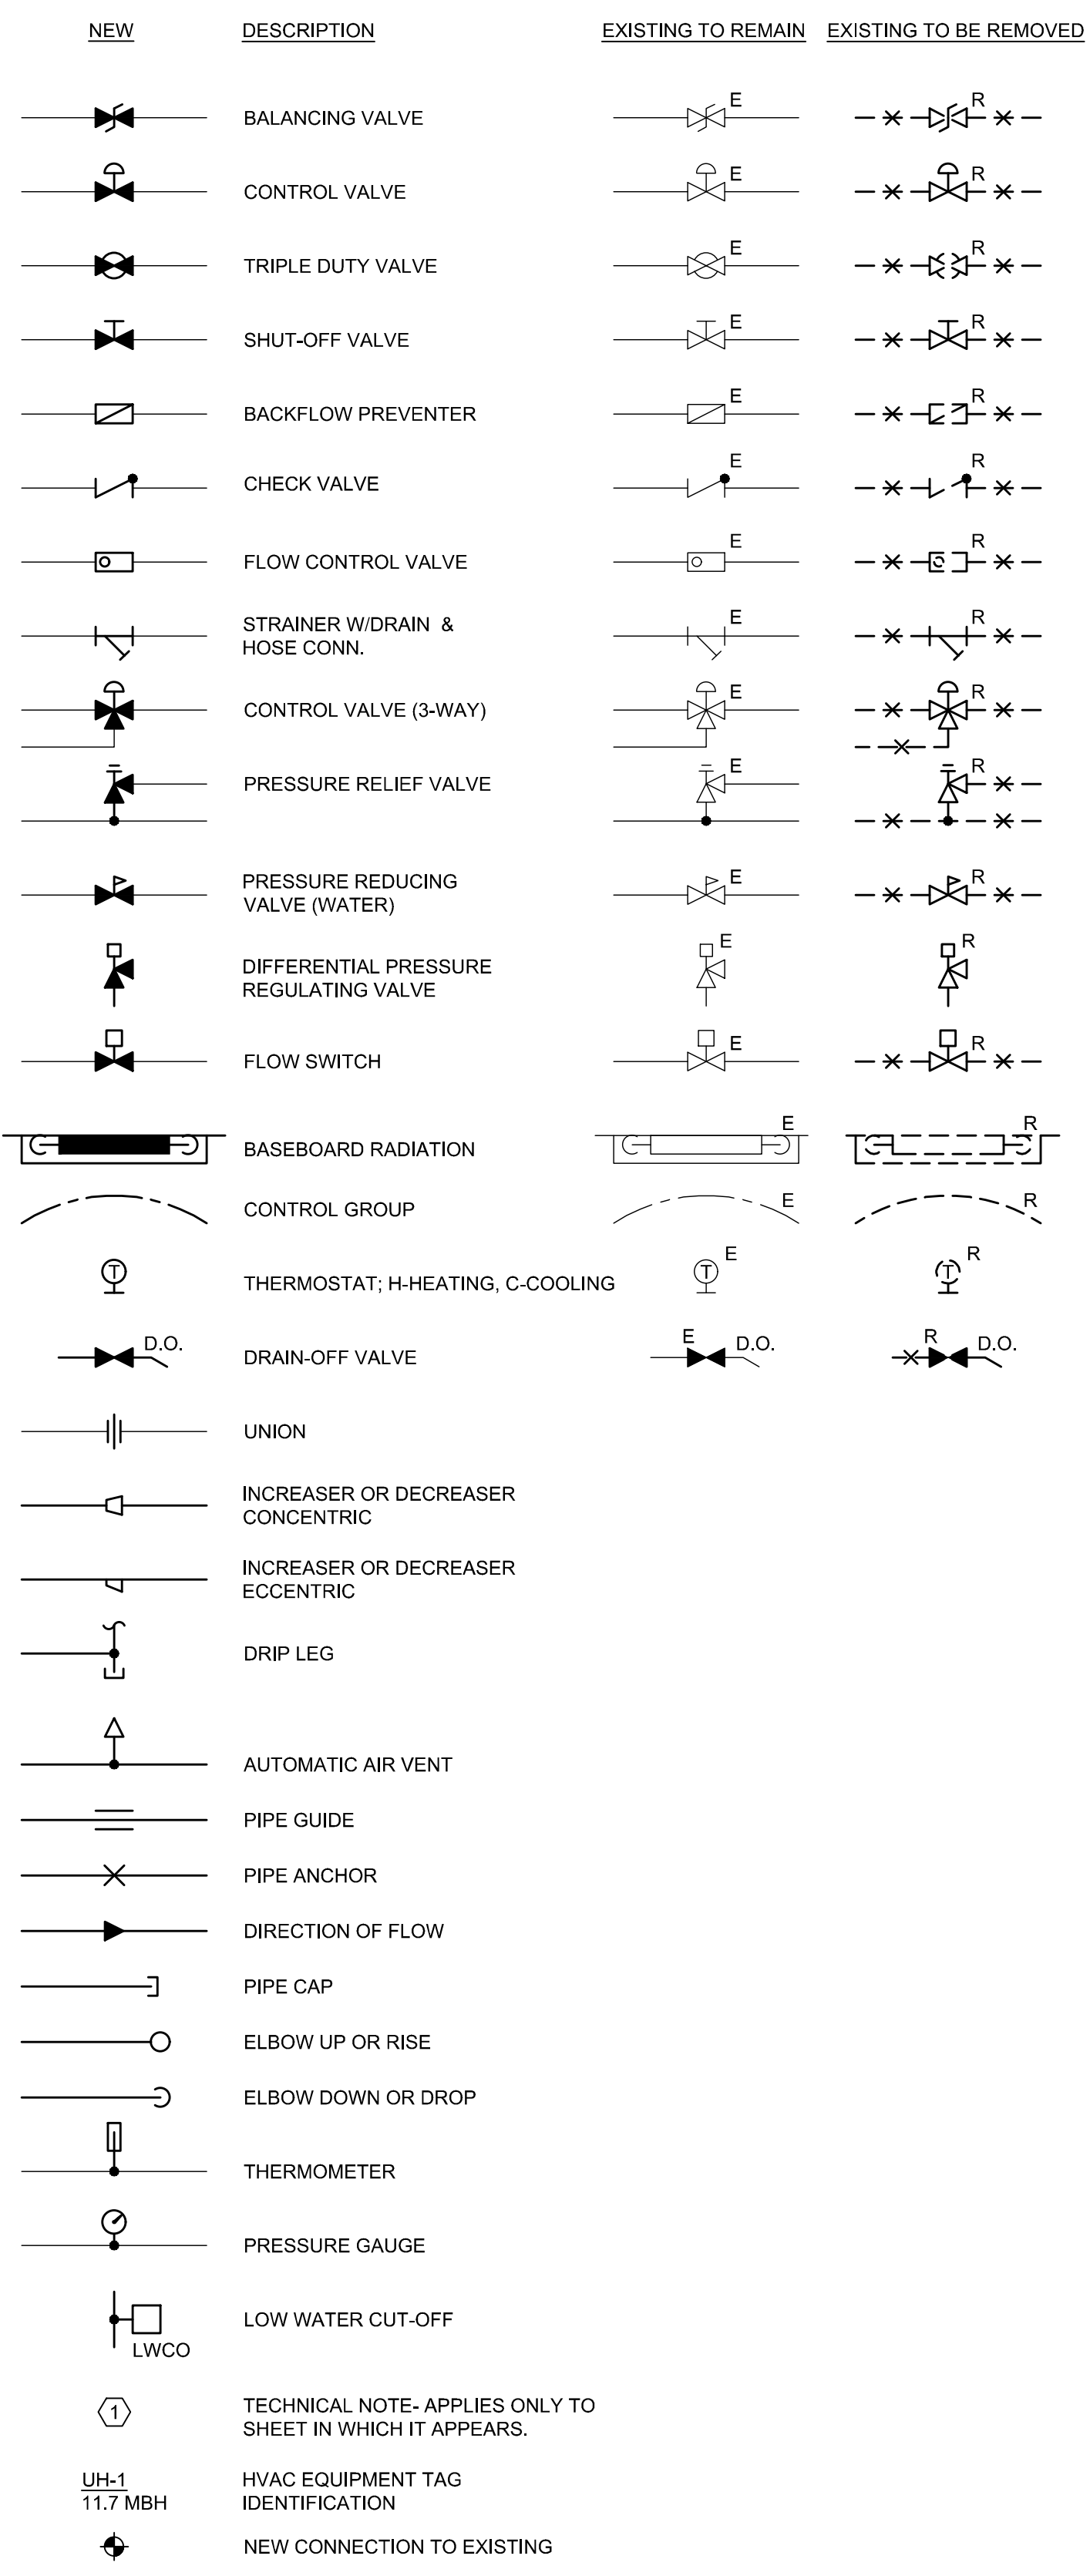 NEW DESCRIPTION EXISTING TO REMAIN EXISTING TO BE REMOVED
BALANCING VALVE E R
CONTROL VALVE E R
TRIPLE DUTY VALVE E R
SHUT-OFF VALVE E R
BACKFLOW PREVENTER E R
CHECK VALVE E R
FLOW CONTROL VALVE E R
STRAINER W/DRAIN & E R
HOSE CONN.
CONTROL VALVE (3-WAY) E R
PRESSURE RELIEF VALVE E R
PRESSURE REDUCING E R
VALVE (WATER)
DIFFERENTIAL PRESSURE E R
REGULATING VALVE
FLOW SWITCH E R
BASEBOARD RADIATION E R
CONTROL GROUP E R
T THERMOSTAT; H-HEATING, C-COOLING T E T R
D.O. DRAIN-OFF VALVE E D.O. R D.O.
UNION
INCREASER OR DECREASER
CONCENTRIC
INCREASER OR DECREASER
ECCENTRIC
DRIP LEG
AUTOMATIC AIR VENT
PIPE GUIDE
PIPE ANCHOR
DIRECTION OF FLOW
PIPE CAP
ELBOW UP OR RISE
ELBOW DOWN OR DROP
THERMOMETER
PRESSURE GAUGE
LOW WATER CUT-OFF
LWCO
1 TECHNICAL NOTE- APPLIES ONLY TO
SHEET IN WHICH IT APPEARS.
UH-1 HVAC EQUIPMENT TAG
11.7 MBH IDENTIFICATION
NEW CONNECTION TO EXISTING